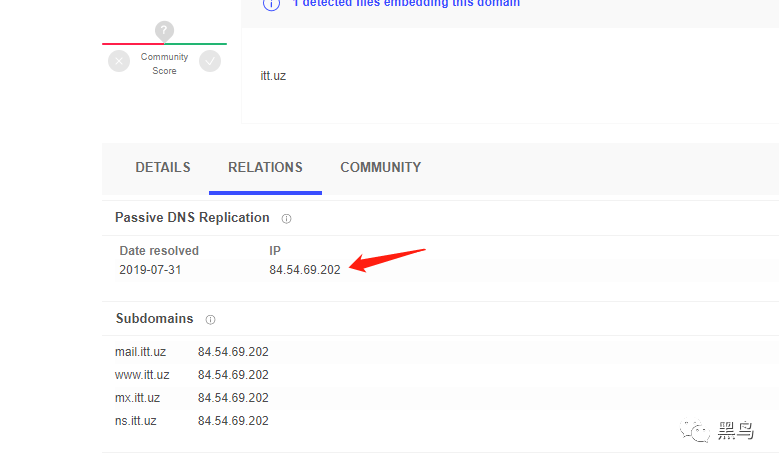 1 detected files embedding this domain
?
Community
Score
itt.uz
DETAILS RELATIONS COMMUNITY
Passive DNS Replication
Date resolved IP
2019-07-31 84.54.69.202
Subdomains
mail.itt.uz 84.54.69.202
www.itt.uz 84.54.69.202
mx.itt.uz 84.54.69.202
ns.itt.uz 84.54.69.202
黑鸟